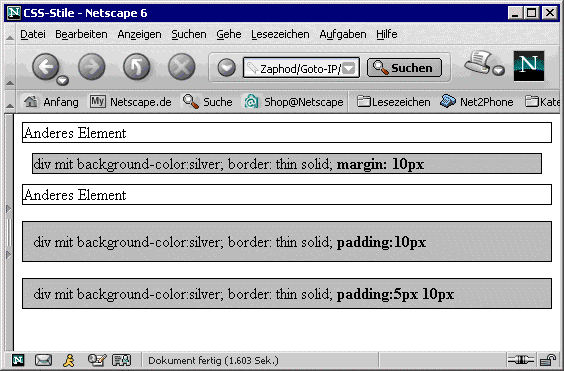 CSS-Stile - Netscape 6
Datei Bearbeiten Anzeigen Suchen Gehe Lesezeichen Aufgaben Hilfe
Zaphod/Goto-IP/ Suchen N
Anfang My Netscape.de Suche Shop@Netscape Lesezeichen Net2Phone Kate
Anderes Element
div mit background-color:silver; border: thin solid; margin: 10px
Anderes Element
div mit background-color:silver; border: thin solid; padding:10px
div mit background-color:silver; border: thin solid; padding:5px 10px
N Dokument fertig (1.603 Sek.)